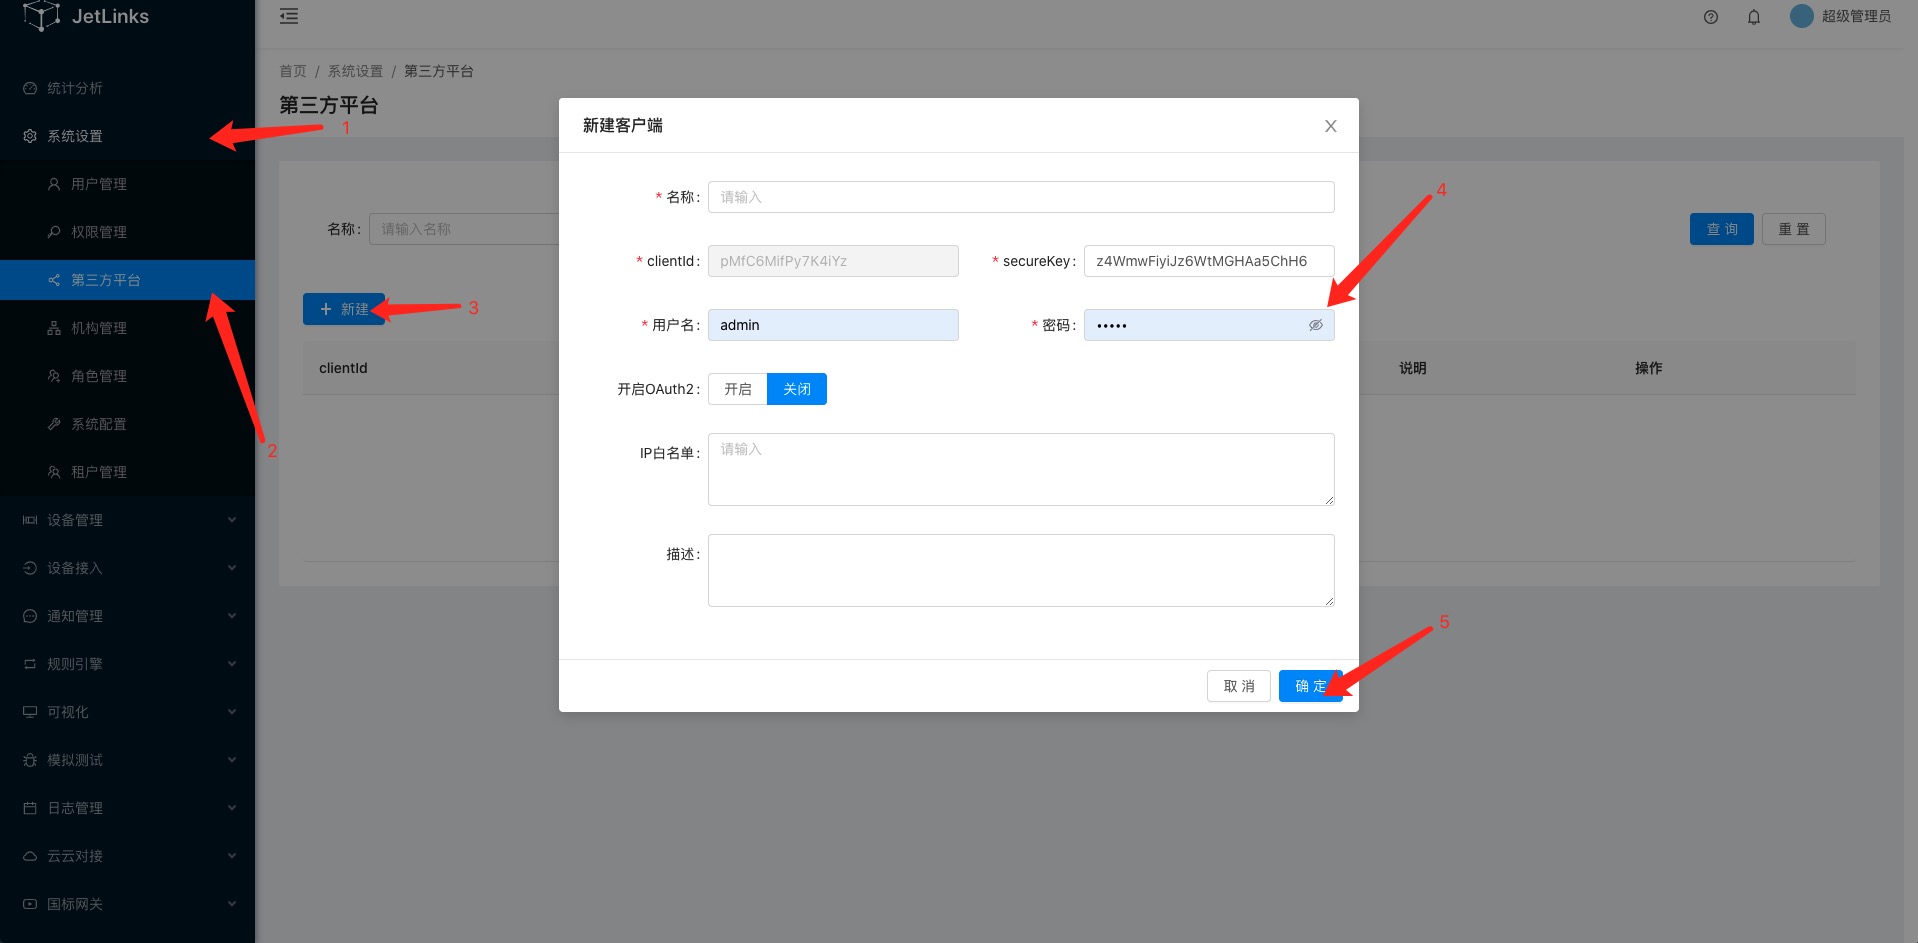 JetLinks
超级管理员
统计分析
系统设置
用户管理
权限管理
第三方平台
机构管理
角色管理
系统配置
租户管理
设备管理
设备接入
通知管理
规则引擎
可视化
模拟测试
日志管理
云云对接
国标网关
首页 / 系统设置 / 第三方平台
第三方平台
名称: 请输入名称
查 询 重 置
+ 新建
clientId 说明 操作
新建客户端
* 名称: 请输入
* clientId: pMfC6MifPy7K4iYz
* secureKey: z4WmwFiyiJz6WtMGHAa5ChH6
* 用户名: admin
* 密码: •••••
开启OAuth2: 开启 关闭
IP白名单: 请输入
描述:
取 消 确 定
1
2
3
4
5